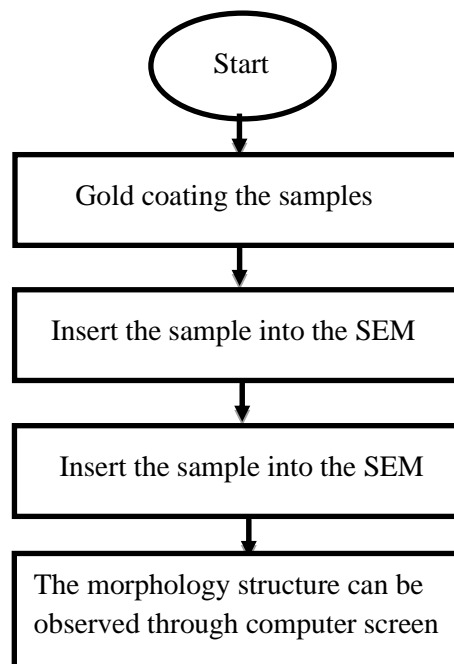 Start
Gold coating the samples
Insert the sample into the SEM
Insert the sample into the SEM
The morphology structure can be
observed through computer screen